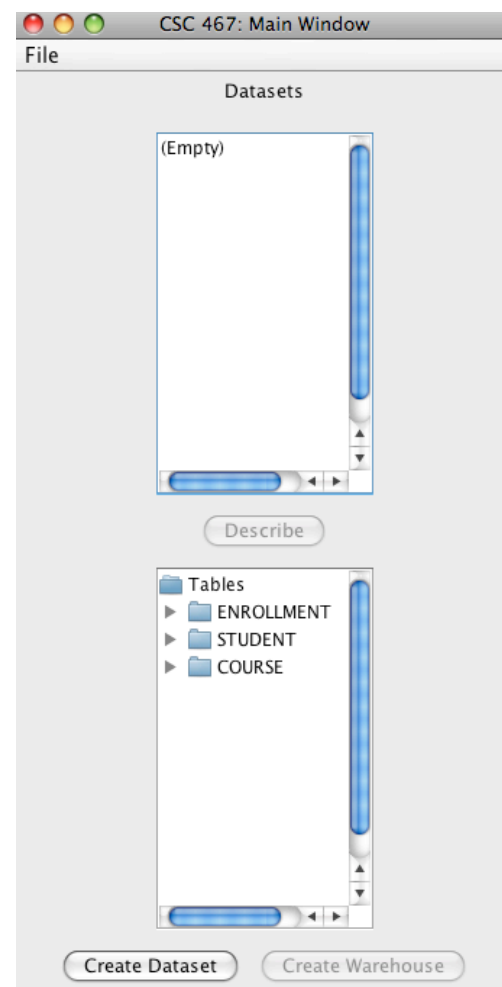 CSC 467: Main Window
File
Datasets
(Empty)
Describe
Tables
ENROLLMENT
STUDENT
COURSE
Create Dataset Create Warehouse